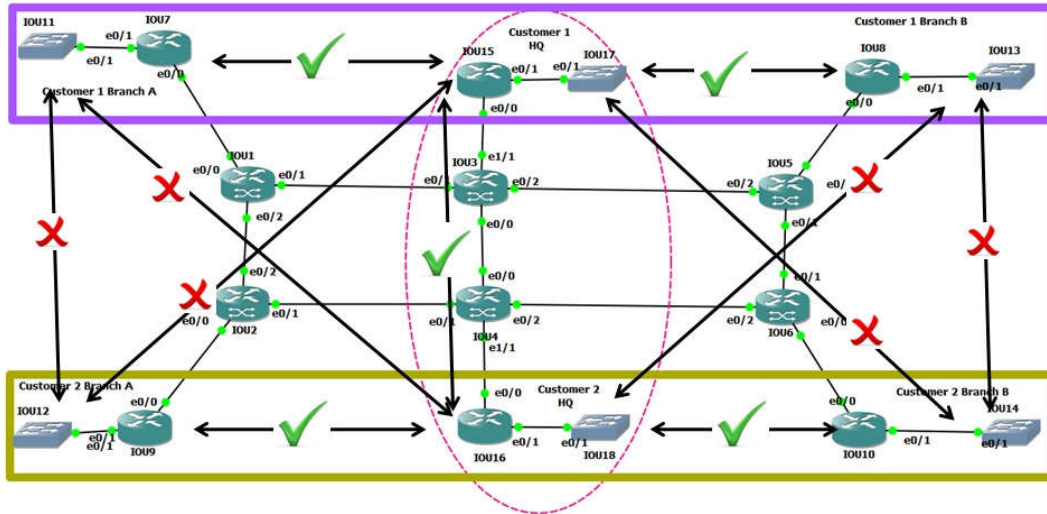 IOU11
IOU7
e0/1
e0/1
e0/0
Customer 1 Branch A
Customer 1
HQ
IOU15
e0/1
IOU17
e0/1
e0/0
Customer 1 Branch B
IOU8
IOU13
e0/1
e0/1
e0/0
IOU1
e0/0
e0/1
e0/2
IOU3
e1/1
e0/2
e0/0
IOU5
e0/2
e0/1
e0/2
e0/0
IOU2
e0/1
e0/0
IOU4
e0/1
e0/2
e1/1
e0/1
e0/2
IOU6
Customer 2 Branch A
IOU12
e0/0
e0/1
e0/1
IOU9
e0/0
Customer 2
HQ
IOU16
e0/1
e0/1
IOU18
Customer 2 Branch B
e0/0
IOU10
e0/1
IOU14
e0/1